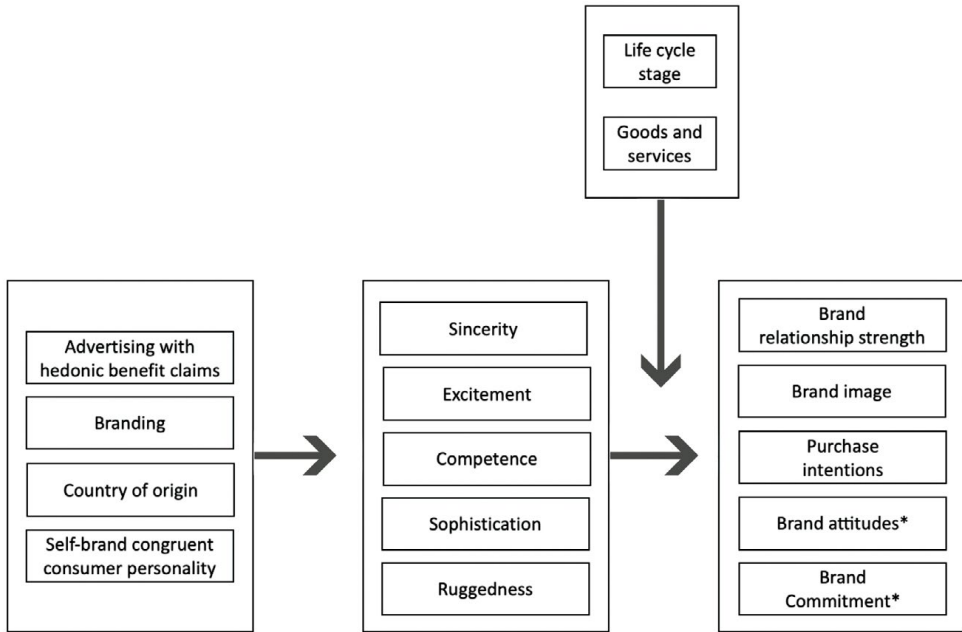 Life cycle
stage
Goods and
services
Advertising with
hedonic benefit claims
Branding
Country of origin
Self-brand congruent
consumer personality
Sincerity
Excitement
Competence
Sophistication
Ruggedness
Brand
relationship strength
Brand image
Purchase
intentions
Brand attitudes*
Brand
Commitment*